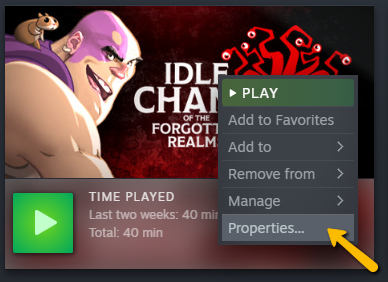 IDLE
CHAM
OF THE
FORGOTT
REALMS
PLAY
Add to Favorites
Add to
Remove from
Manage
Properties...
TIME PLAYED
Last two weeks: 40 min
Total: 40 min